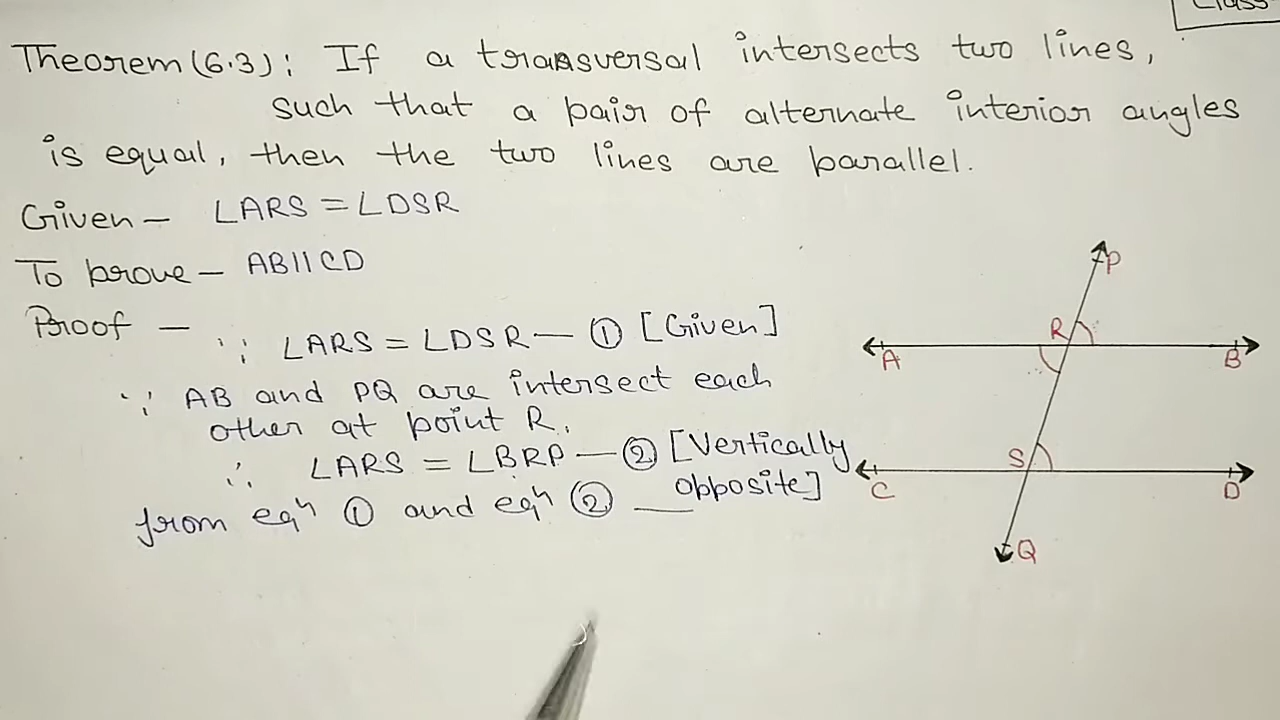 Class
Theorem(6.3): If a transversal intersects two lines,
such that a pair of alternate interior angles
is equal, then the two lines are parallel.
Given – ∠ARS = ∠DSR
To prove – AB||CD
Proof –
∵ ∠ARS = ∠DSR — ① [Given]
∵ AB and PQ are intersect each
other at point R.
∴ ∠ARS = ∠BRP — ② [Vertically
opposite]
from eqⁿ ① and eqⁿ ② __
P
R
A
B
S
C
D
Q